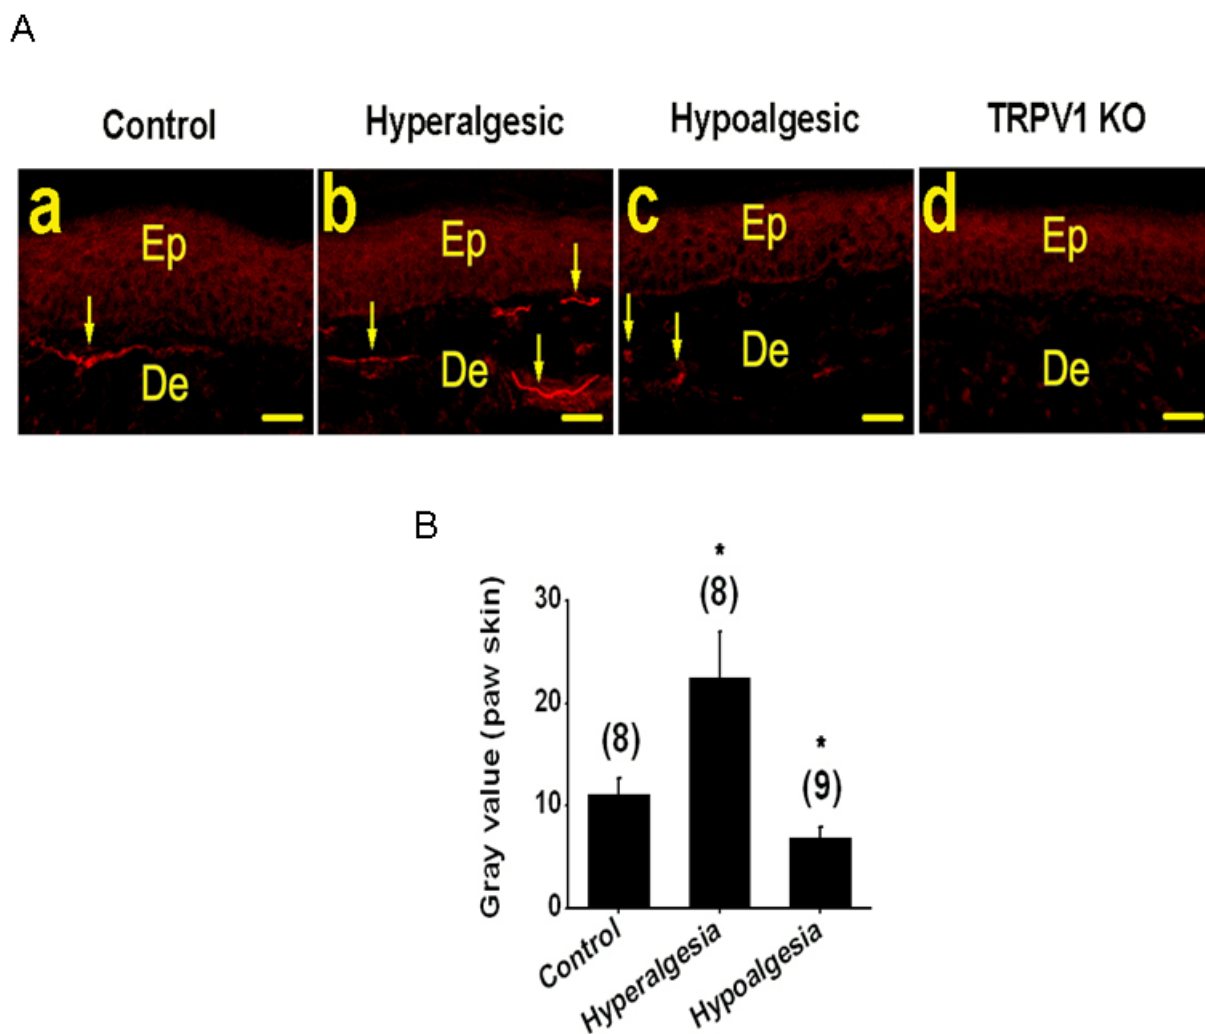 A
Control Hyperalgesic Hypoalgesic TRPV1 KO
a b c d
Ep Ep Ep Ep
De De De De
B
*
(8)
*
(8)
(9)
30
20
10
0
Gray value (paw skin)
Control Hyperalgesia Hypoalgesia